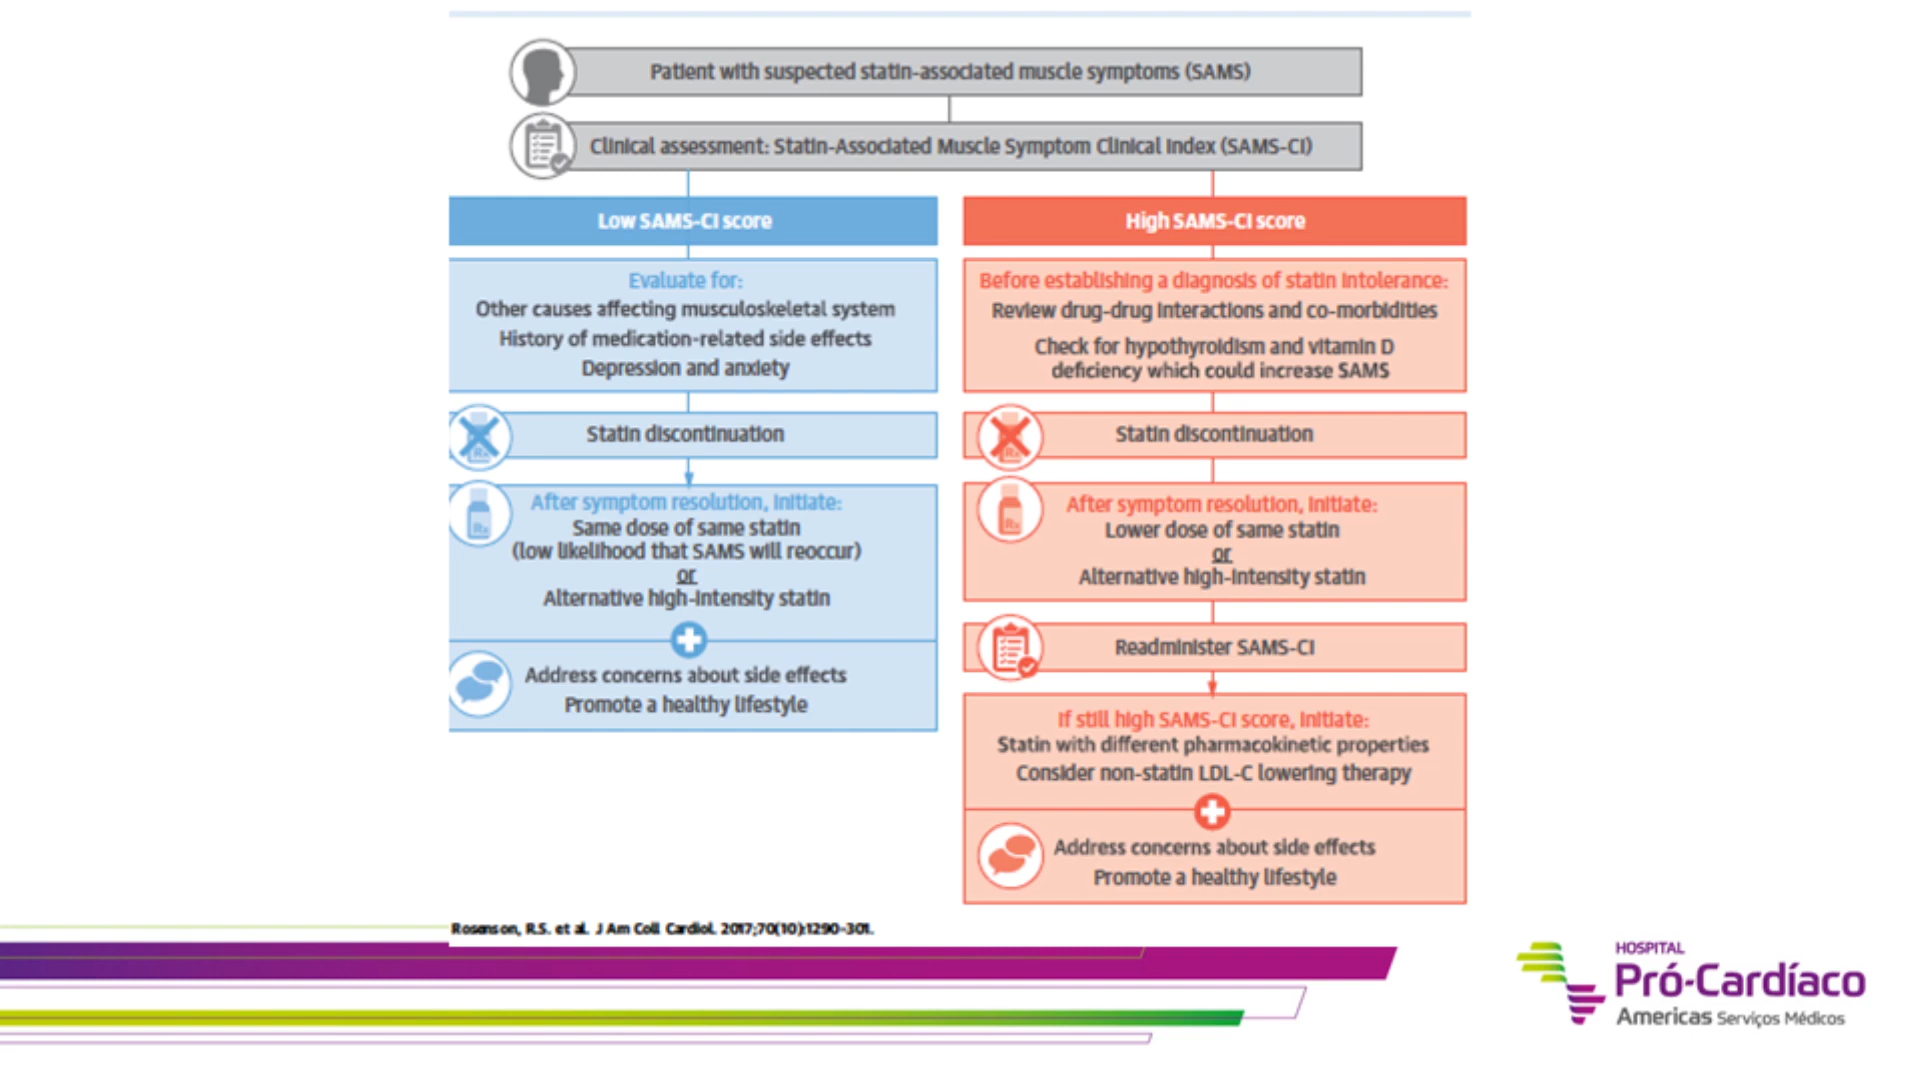 Patient with suspected statin-associated muscle symptoms (SAMS)
Clinical assessment: Statin-Associated Muscle Symptom Clinical Index (SAMS-CI)
Low SAMS-CI score
Evaluate for:
Other causes affecting musculoskeletal system
History of medication-related side effects
Depression and anxiety
Rx
Statin discontinuation
Rx
After symptom resolution, initiate:
Same dose of same statin
(low likelihood that SAMS will reoccur)
or
Alternative high-intensity statin
Address concerns about side effects
Promote a healthy lifestyle
High SAMS-CI score
Before establishing a diagnosis of statin intolerance:
Review drug-drug interactions and co-morbidities
Check for hypothyroidism and vitamin D
deficiency which could increase SAMS
Rx
Statin discontinuation
Rx
After symptom resolution, initiate:
Lower dose of same statin
or
Alternative high-intensity statin
Readminister SAMS-CI
If still high SAMS-CI score, initiate:
Statin with different pharmacokinetic properties
Consider non-statin LDL-C lowering therapy
Address concerns about side effects
Promote a healthy lifestyle
Rosenson, R.S. et al. J Am Coll Cardiol. 2017;70(10):1290-301.
HOSPITAL
Pró-Cardíaco
Americas Serviços Médicos